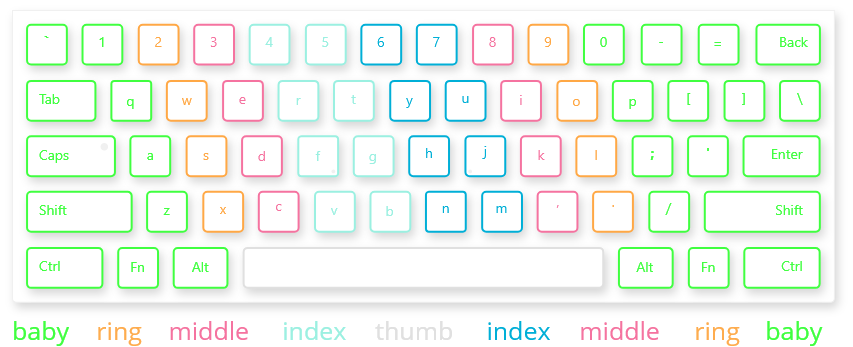 ` 1 2 3 4 5 6 7 8 9 0 - = Back
Tab q w e r t y u i o p [ ] \
Caps a s d f g h j k l ; ' Enter
Shift z x c v b n m , . / Shift
Ctrl Fn Alt Alt Fn Ctrl
baby ring middle index thumb index middle ring baby